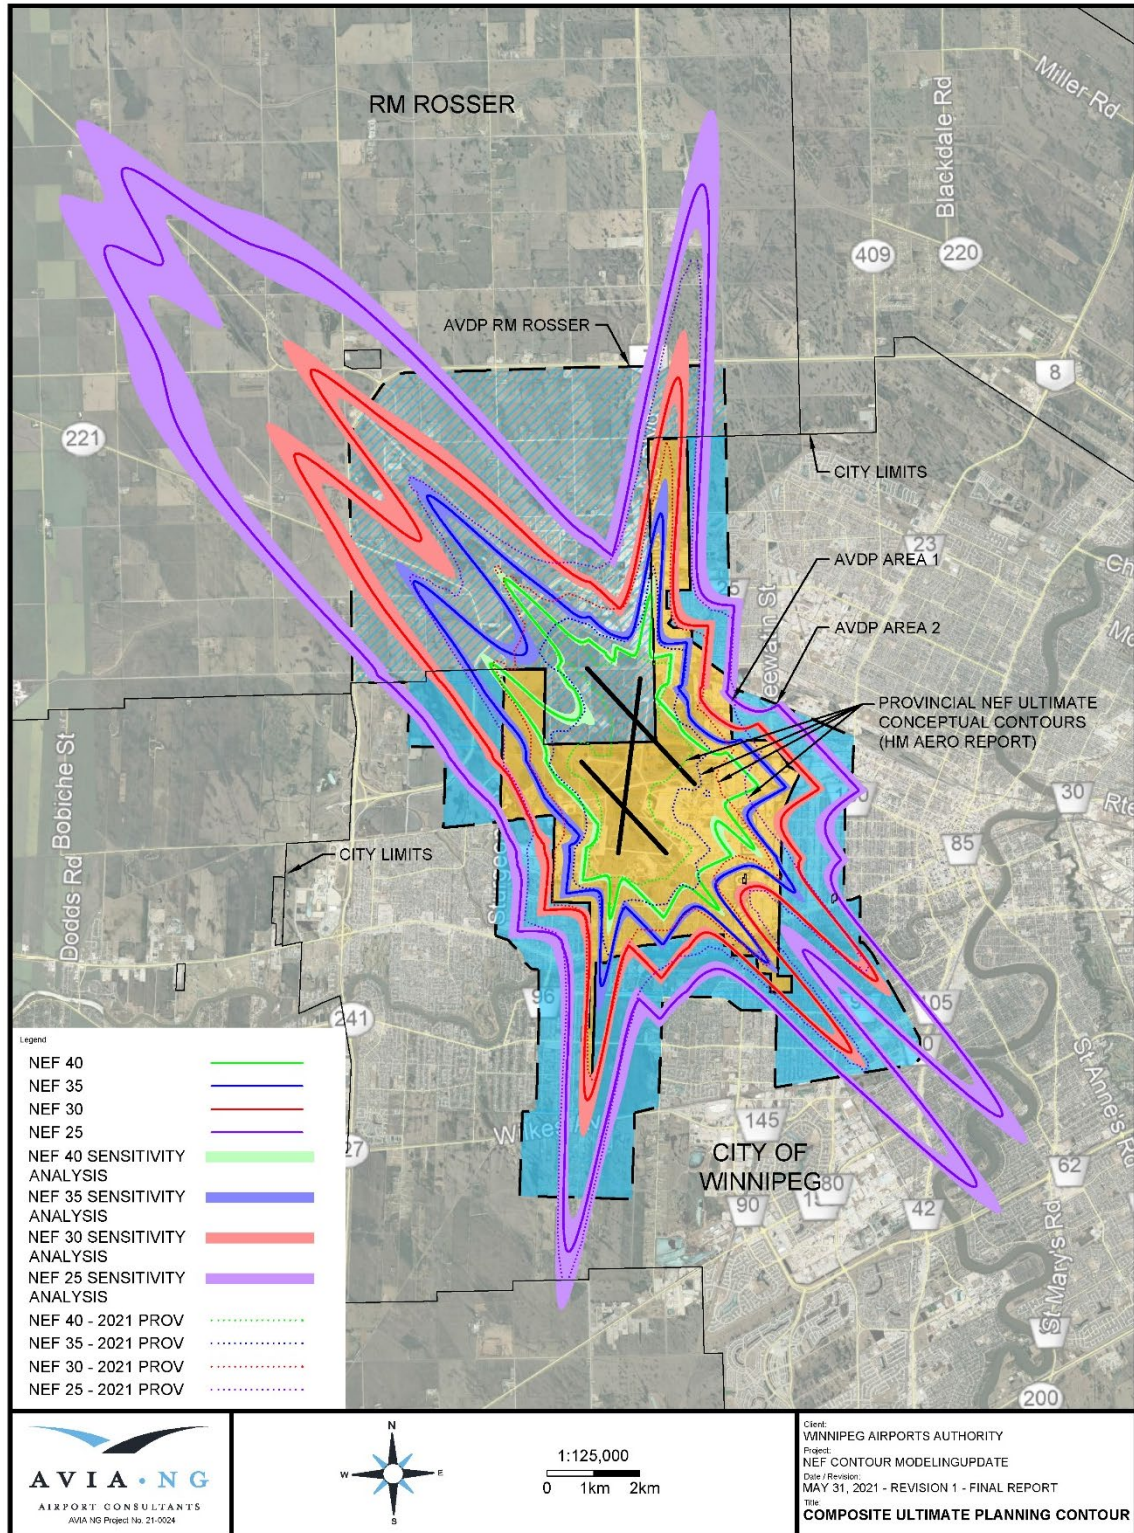 RM ROSSER
Miller-Rd
Blackdale-Rd
409
220
AVDP RM ROSSER
8
221
CITY LIMITS
23
AVDP AREA 1
25
AVDP AREA 2
PROVINCIAL NEF ULTIMATE
CONCEPTUAL CONTOURS
(HM AERO REPORT)
Dodds Rd
Bobiche St
30
85
CITY LIMITS
96
105
241
St Anne's Rd
145
CITY OF
WINNIPEG
62
90
80
42
St Mary's Rd
200
Legend
NEF 40
NEF 35
NEF 30
NEF 25
NEF 40 SENSITIVITY
ANALYSIS
NEF 35 SENSITIVITY
ANALYSIS
NEF 30 SENSITIVITY
ANALYSIS
NEF 25 SENSITIVITY
ANALYSIS
NEF 40 - 2021 PROV
NEF 35 - 2021 PROV
NEF 30 - 2021 PROV
NEF 25 - 2021 PROV
AVIA • NG
AIRPORT CONSULTANTS
AVIA NG Project No. 21-0024
N
W
E
S
1:125,000
0 1km 2km
Client:
WINNIPEG AIRPORTS AUTHORITY
Project:
NEF CONTOUR MODELINGUPDATE
Date / Revision:
MAY 31, 2021 - REVISION 1 - FINAL REPORT
Title:
COMPOSITE ULTIMATE PLANNING CONTOUR